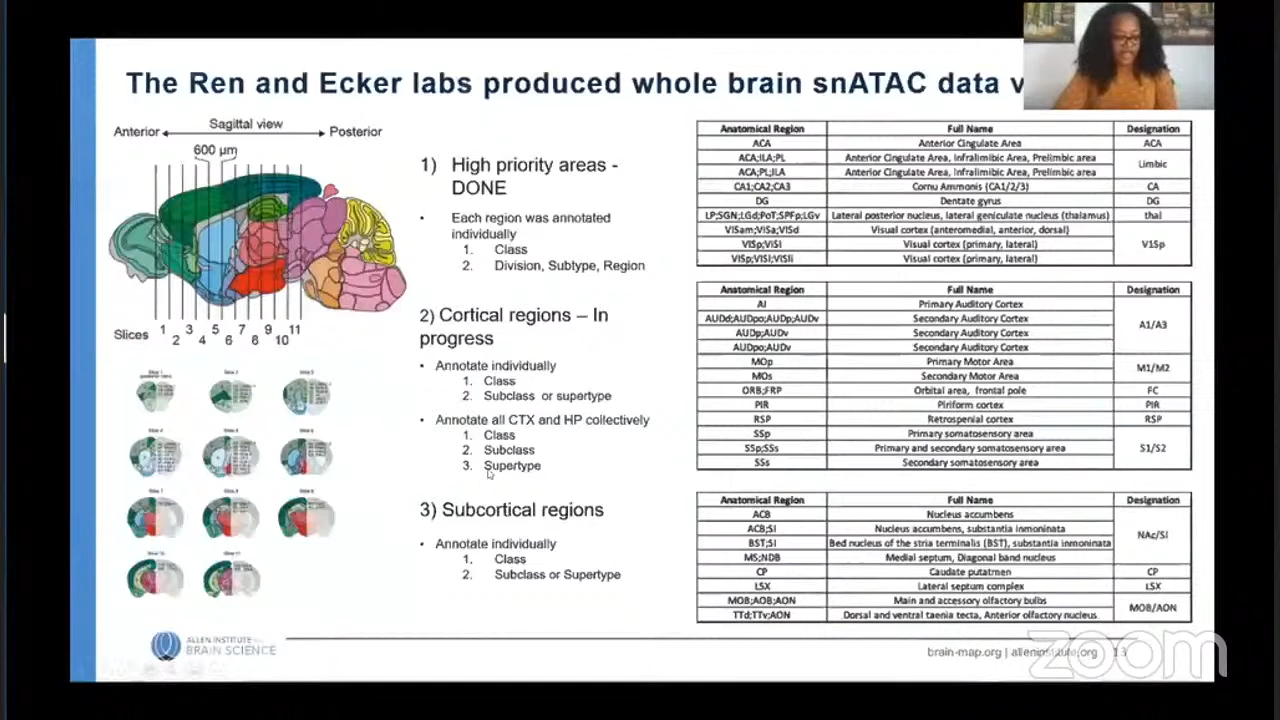 The Ren and Ecker labs produced whole brain snATAC data v
Sagittal view
Anterior
Posterior
600 µm
Slices
1 3 5 7 9 11
2 4 6 8 10
1) High priority areas -
DONE
• Each region was annotated
individually
1. Class
2. Division, Subtype, Region
2) Cortical regions – In
progress
• Annotate individually
1. Class
2. Subclass or supertype
• Annotate all CTX and HP collectively
1. Class
2. Subclass
3. Supertype
3) Subcortical regions
• Annotate individually
1. Class
2. Subclass or Supertype
Anatomical Region Full Name Designation
ACA Anterior Cingulate Area ACA
ACA;ILA;PL Anterior Cingulate Area, Infralimibic Area, Prelimbic area Limbic
ACA;PL;ILA Anterior Cingulate Area, Infralimibic Area, Prelimbic area
CA1;CA2;CA3 Cornu Ammonis (CA1/2/3) CA
DG Dentate gyrus DG
LP;SGN;LGd;PoT;SPFp;LGv Lateral posterior nucleus, lateral geniculate nucleus (thalamus) thal
VISam;VISa;VISd Visual cortex (anteromedial, anterior, dorsal) V1Sp
VISp;VISl Visual cortex (primary, lateral)
VISp;VISl;VISli Visual cortex (primary, lateral)
Anatomical Region Full Name Designation
AI Primary Auditory Cortex A1/A3
AUDd;AUDpo;AUDp;AUDv Secondary Auditory Cortex
AUDp;AUDv Secondary Auditory Cortex
AUDpo;AUDv Secondary Auditory Cortex
MOp Primary Motor Area M1/M2
MOs Secondary Motor Area
ORB;FRP Orbital area, frontal pole FC
PIR Piriform cortex PIR
RSP Retrospenial cortex RSP
SSp Primary somatosensory area S1/S2
SSp;SSs Primary and secondary somatosensory area
SSs Secondary somatosensory area
Anatomical Region Full Name Designation
ACB Nucleus accumbens NAc/SI
ACB;SI Nucleus accumbens, substantia inmoninata
BST;SI Bed nucleus of the stria terminalis (BST), substantia inmoninata
MS;NDB Medial septum, Diagonal band nucleus
CP Caudate putatmen CP
LSX Lateral septum complex LSX
MOB;AOB;AON Main and accessory olfactory bulbs MOB/AON
TTd;TTv;AON Dorsal and ventral taenia tecta, Anterior olfactory nucleus
ALLEN INSTITUTE
BRAIN SCIENCE
brain-map.org | alleninstitute.org 13
zoom